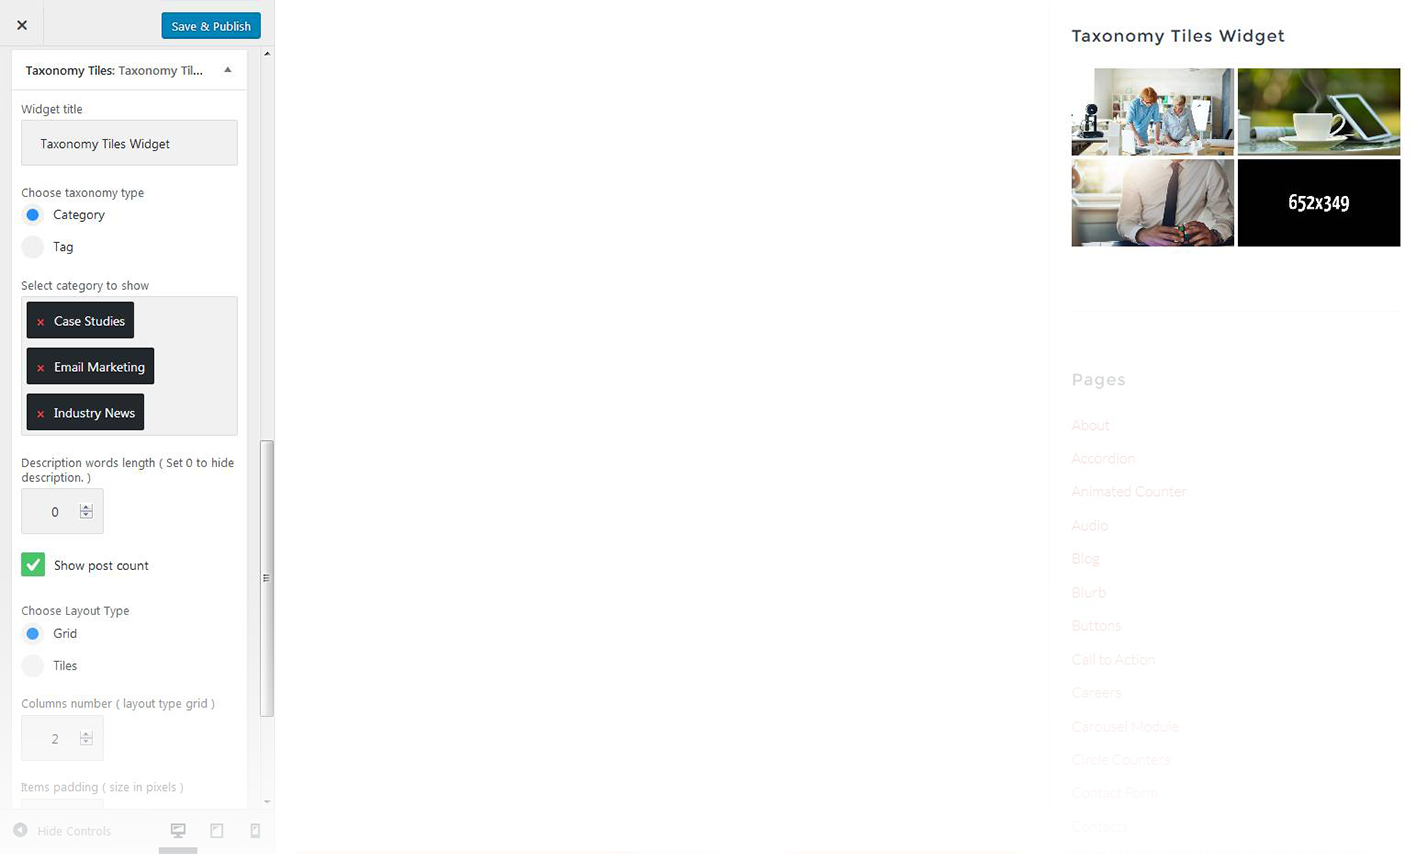 Save & Publish
Taxonomy Tiles: Taxonomy Til...
Widget title
Taxonomy Tiles Widget
Choose taxonomy type
Category
Tag
Select category to show
× Case Studies
× Email Marketing
× Industry News
Description words length ( Set 0 to hide
description. )
0
Show post count
Choose Layout Type
Grid
Tiles
Columns number ( layout type grid )
2
Items padding ( size in pixels )
Hide Controls
Taxonomy Tiles Widget
652x349
Pages
About
Accordion
Animated Counter
Audio
Blog
Blurb
Buttons
Call to Action
Careers
Carousel Module
Circle Counters
Contact Form
Contacts